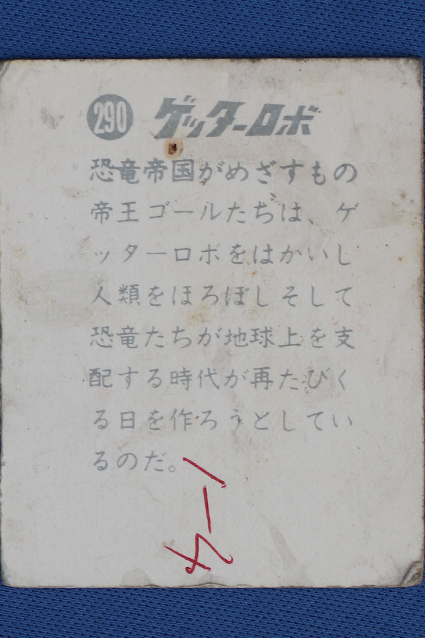 290 ゲッターロボ
恐竜帝国がめざすもの
帝王ゴールたちは、ゲ
ッターロボをはかいし
人類をほろぼしそして
恐竜たちが地球上を支
配する時代が再たびく
る日を作ろうとしてい
るのだ。
1-4